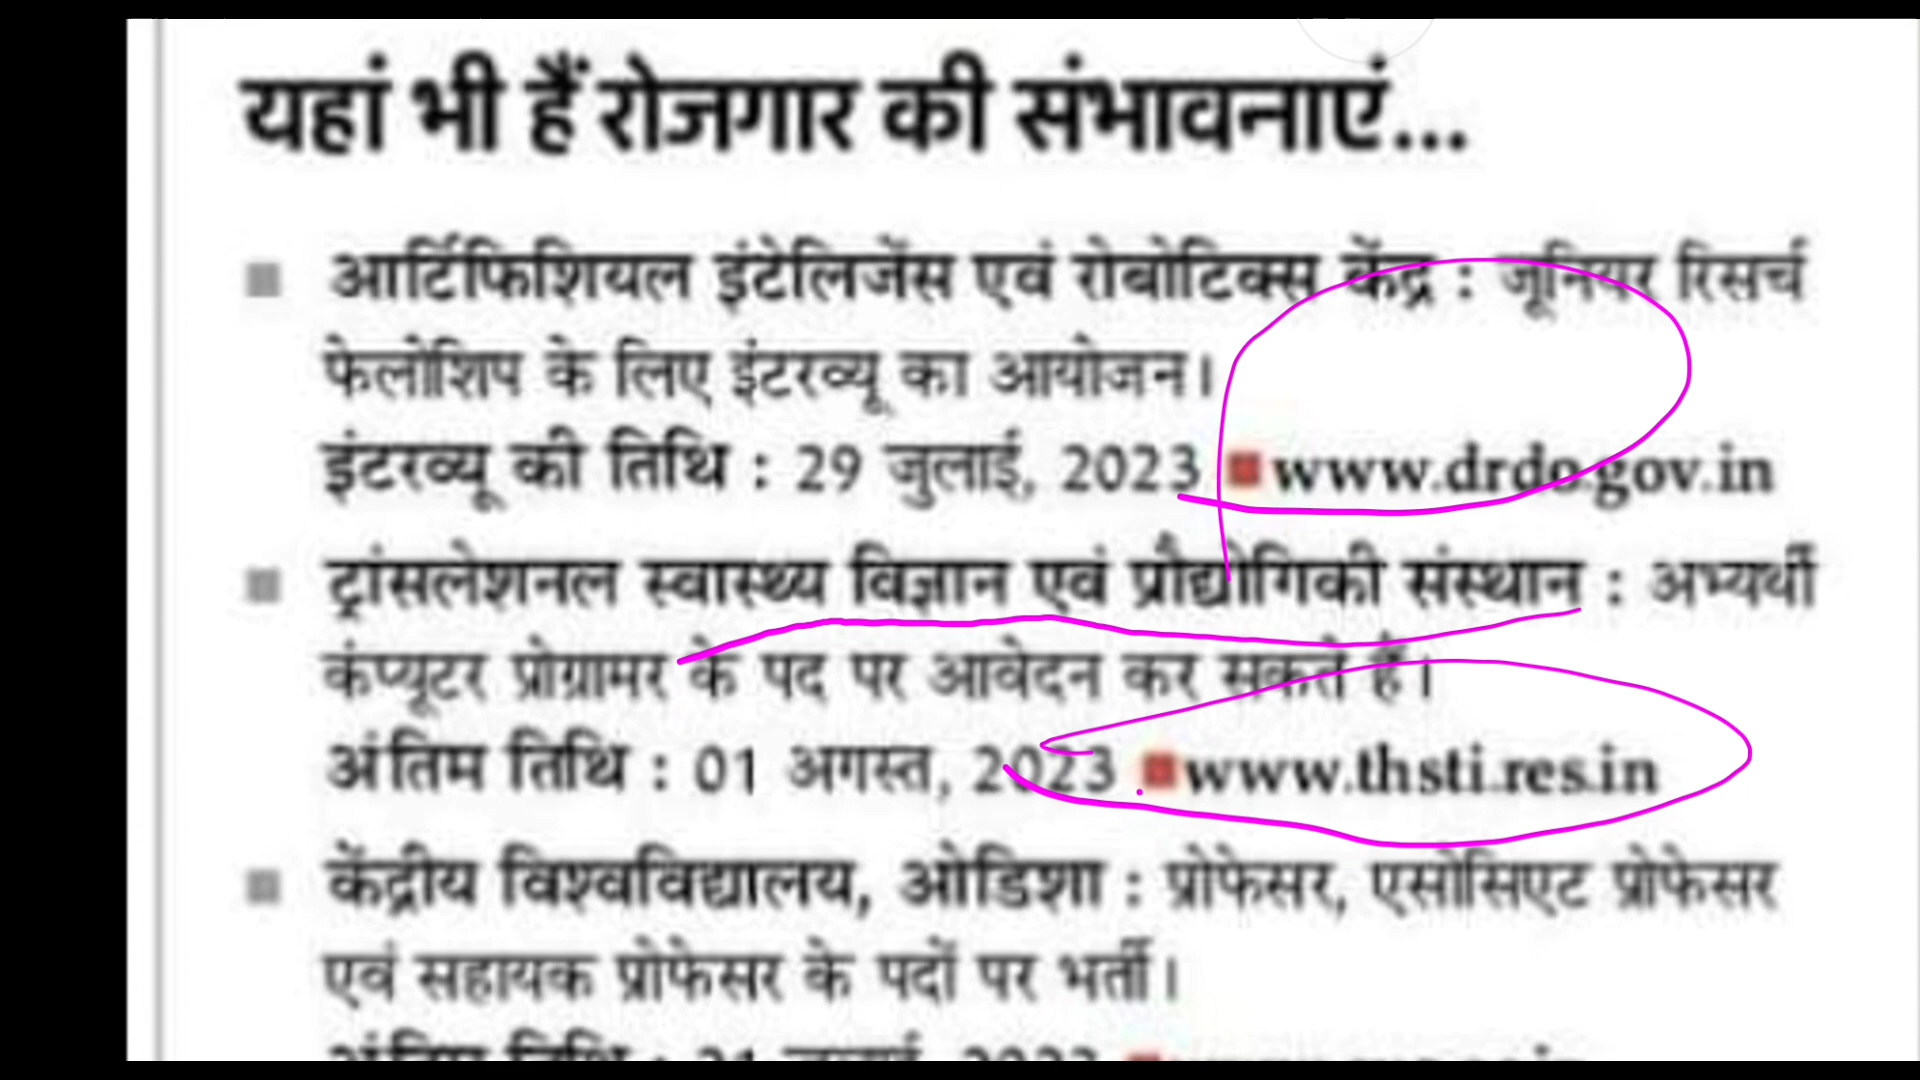 यहां भी हैं रोजगार की संभावनाएं...
आर्टिफिशियल इंटेलिजेंस एवं रोबोटिक्स केंद्र : जूनियर रिसर्च
फेलोशिप के लिए इंटरव्यू का आयोजन।
इंटरव्यू की तिथि : 29 जुलाई, 2023 ■www.drdo.gov.in
ट्रांसलेशनल स्वास्थ्य विज्ञान एवं प्रौद्योगिकी संस्थान : अभ्यर्थी
कंप्यूटर प्रोग्रामर के पद पर आवेदन कर सकते हैं।
अंतिम तिथि : 01 अगस्त, 2023 ■www.thsti.res.in
केंद्रीय विश्वविद्यालय, ओडिशा : प्रोफेसर, एसोसिएट प्रोफेसर
एवं सहायक प्रोफेसर के पदों पर भर्ती।
अंतिम तिथि :